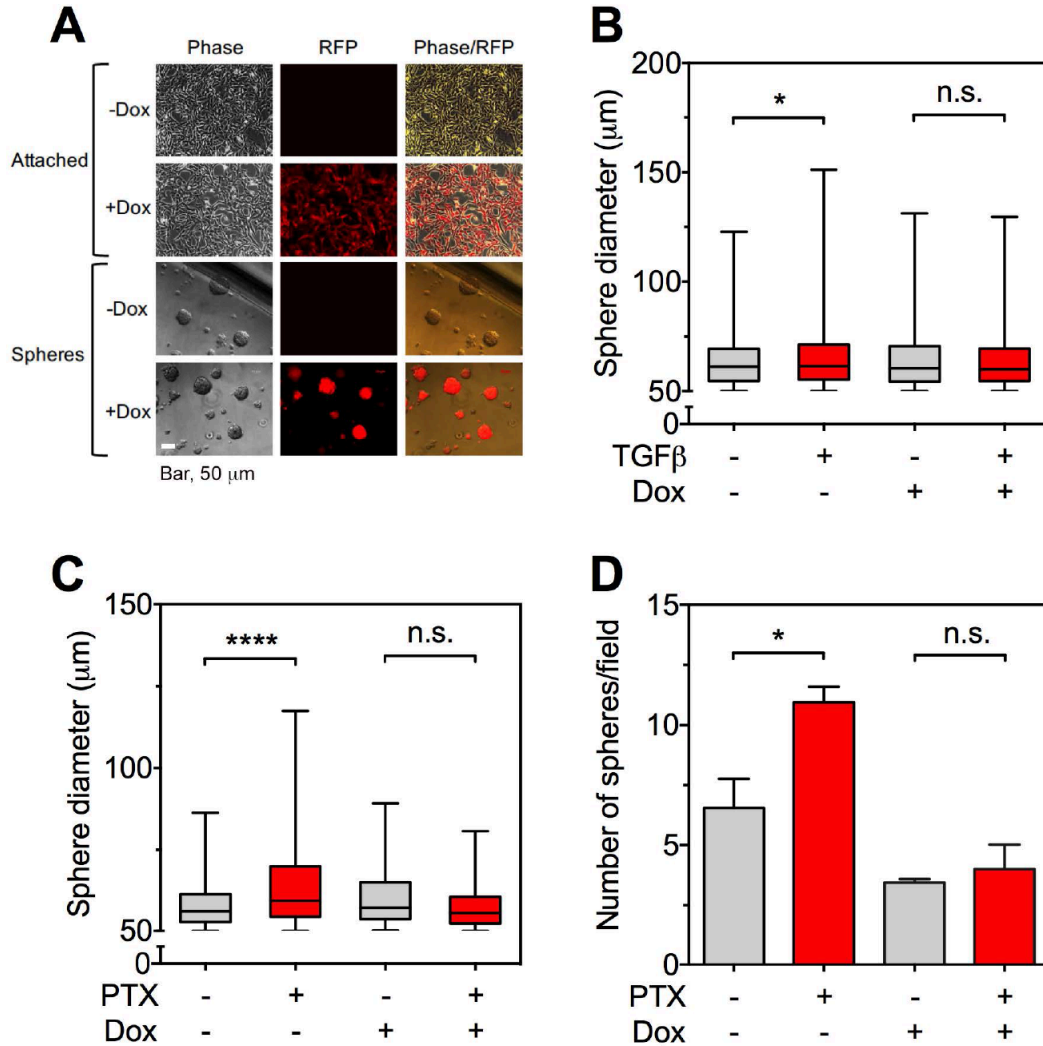 A
Phase RFP Phase/RFP
Attached
-Dox
+Dox
Spheres
-Dox
+Dox
Bar, 50 μm
B
Sphere diameter (μm)
200
150
100
50
0
* n.s.
TGFβ - + - +
Dox - - + +
C
Sphere diameter (μm)
150
100
50
0
**** n.s.
PTX - + - +
Dox - - + +
D
Number of spheres/field
15
10
5
0
* n.s.
PTX - + - +
Dox - - + +